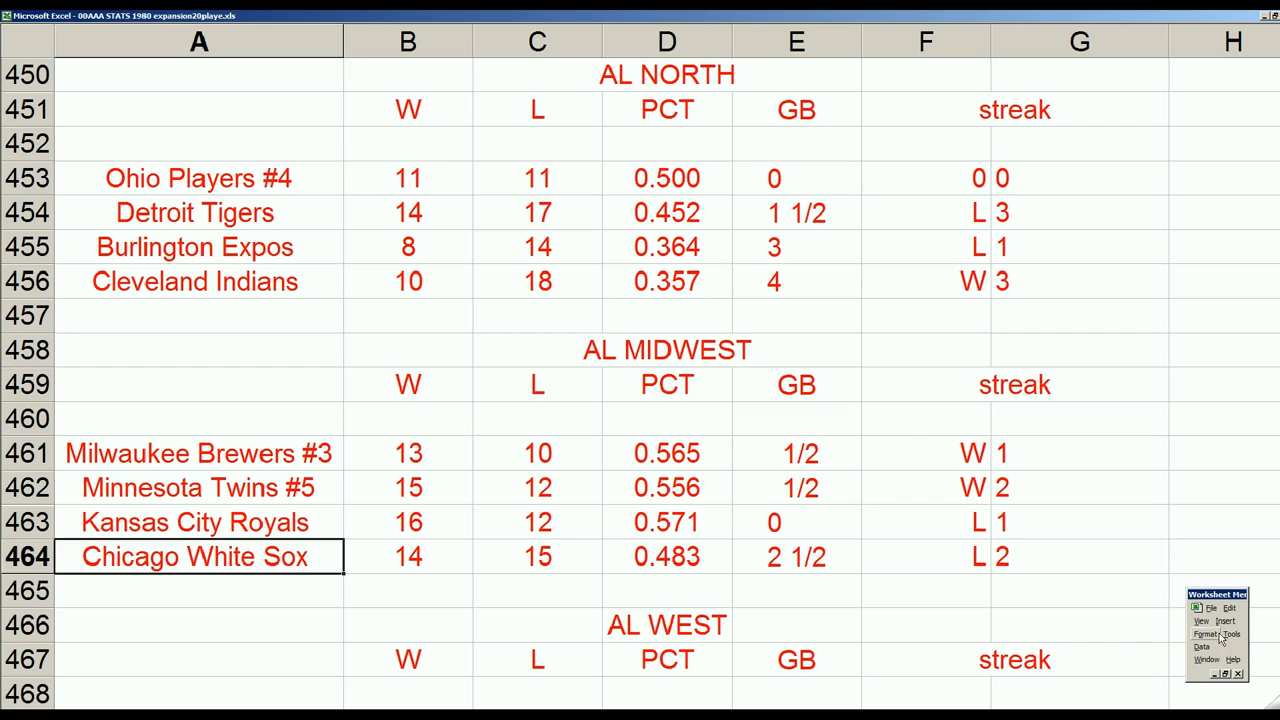 Microsoft Excel - 00AAA STATS 1980 expansion20playe.xls
A B C D E F G H
450 AL NORTH
451 W L PCT GB streak
452
453 Ohio Players #4 11 11 0.500 0 0 0
454 Detroit Tigers 14 17 0.452 1 1/2 L 3
455 Burlington Expos 8 14 0.364 3 L 1
456 Cleveland Indians 10 18 0.357 4 W 3
457
458 AL MIDWEST
459 W L PCT GB streak
460
461 Milwaukee Brewers #3 13 10 0.565 1/2 W 1
462 Minnesota Twins #5 15 12 0.556 1/2 W 2
463 Kansas City Royals 16 12 0.571 0 L 1
464 Chicago White Sox 14 15 0.483 2 1/2 L 2
465
466 AL WEST
467 W L PCT GB streak
468
Worksheet Mer
File Edit
View Insert
Format Tools
Data
Window Help